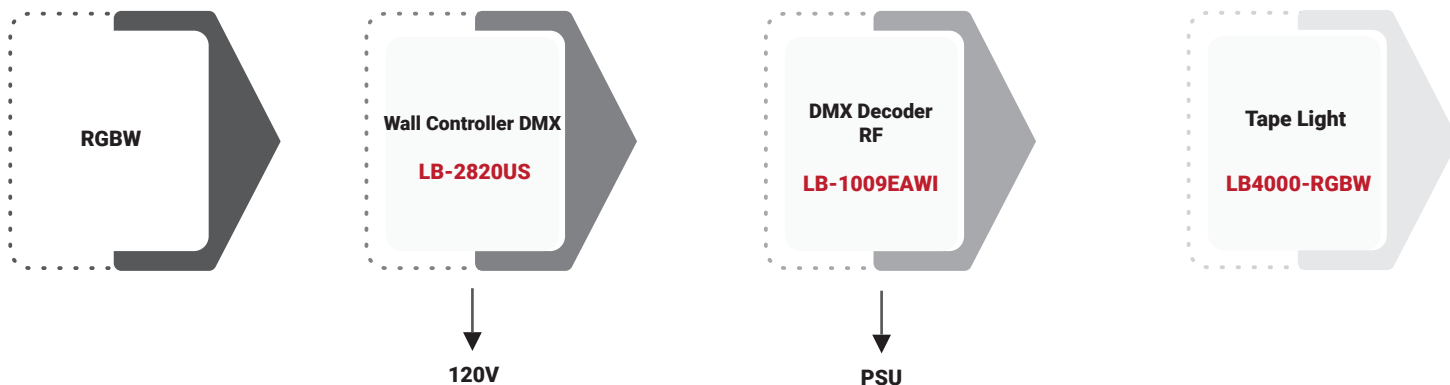 RGBW
Wall Controller DMX
LB-2820US
120V
DMX Decoder
RF
LB-1009EAWI
PSU
Tape Light
LB4000-RGBW